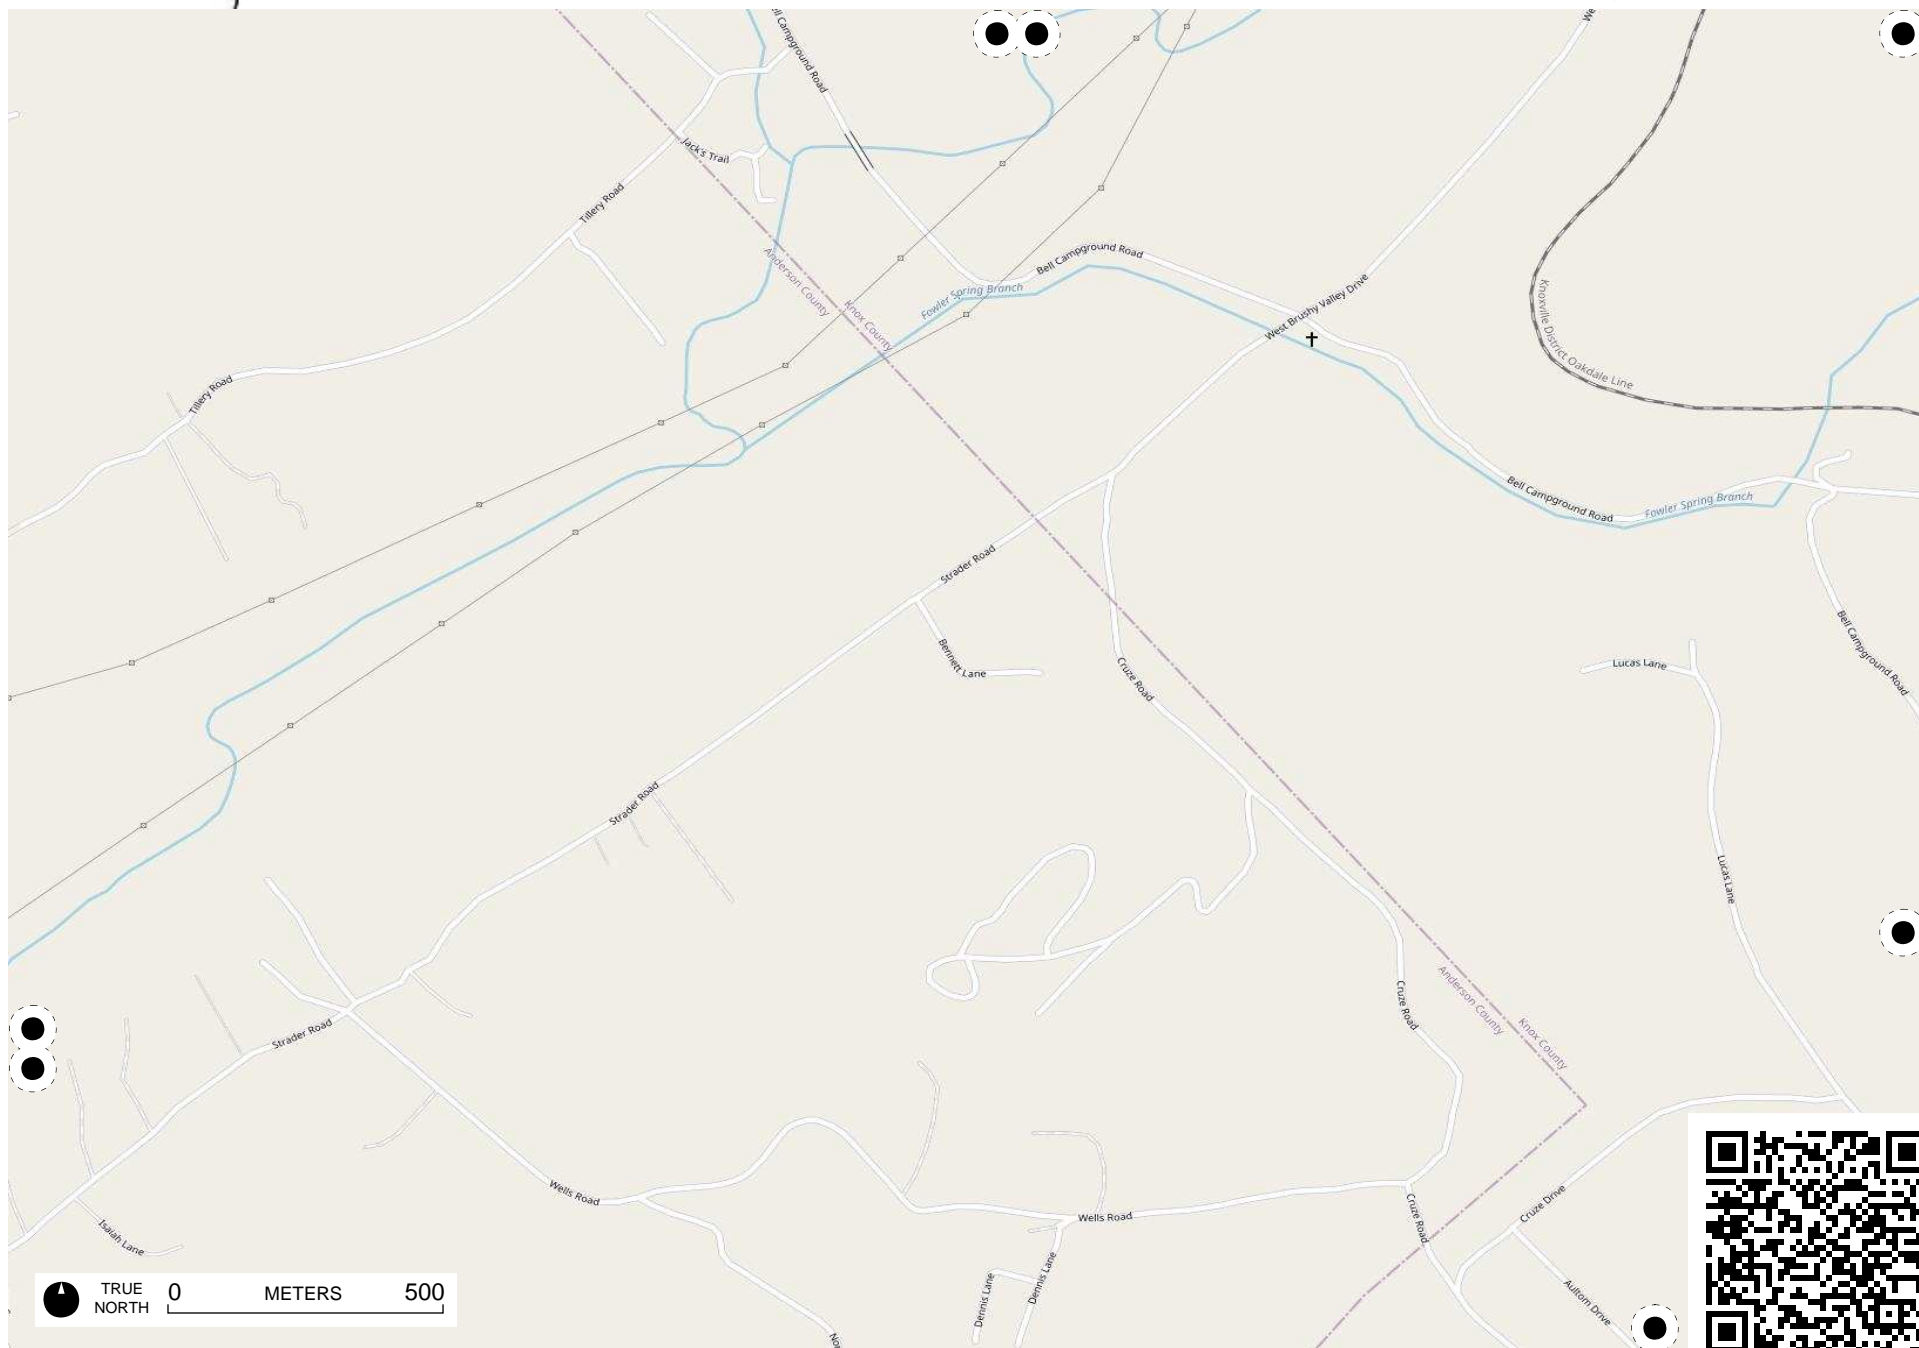 Bell Campground Road
Jack's Trail
Tillery Road
Anderson County
Knox County
Fowler Spring Branch
Bell Campground Road
West Brushy Valley Drive
Knoxville District Oakdale Line
Tillery Road
Bell Campground Road
Fowler Spring Branch
Strader Road
Bennett Lane
Cruze Road
Lucas Lane
Bell Campground Road
Strader Road
Lucas Lane
Cruze Road
Anderson County
Knox County
Strader Road
Wells Road
Wells Road
Isaiah Lane
Cruze Road
Cruze Drive
Dennis Lane
Dennis Lane
Aultom Drive
TRUE
NORTH
0 METERS 500